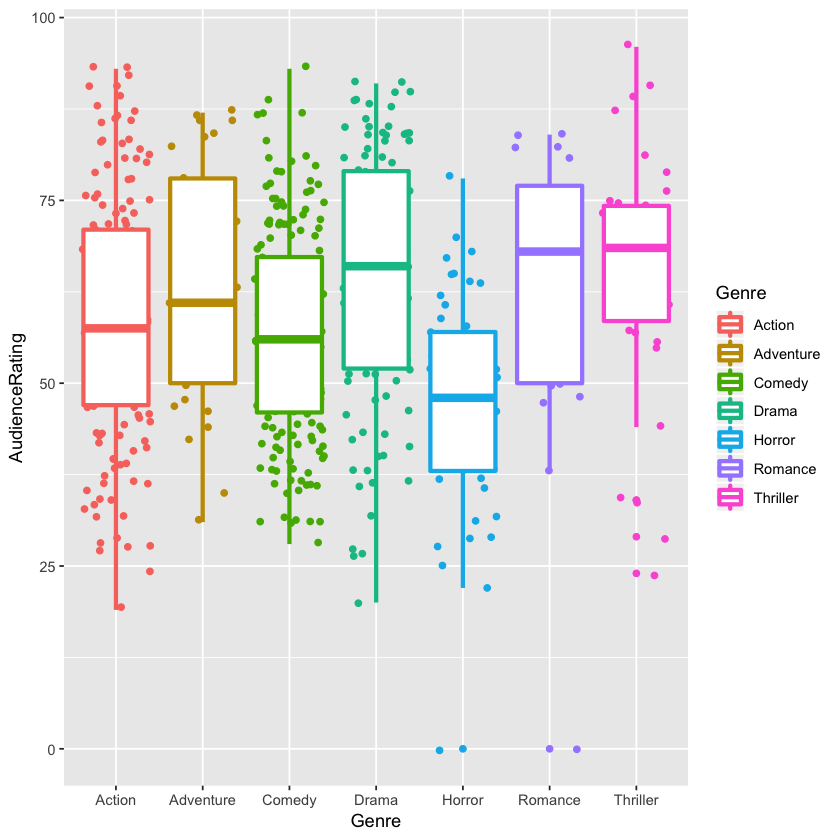 100
75
50
25
0
AudienceRating
Action
Adventure
Comedy
Drama
Horror
Romance
Thriller
Genre
Genre
Action
Adventure
Comedy
Drama
Horror
Romance
Thriller